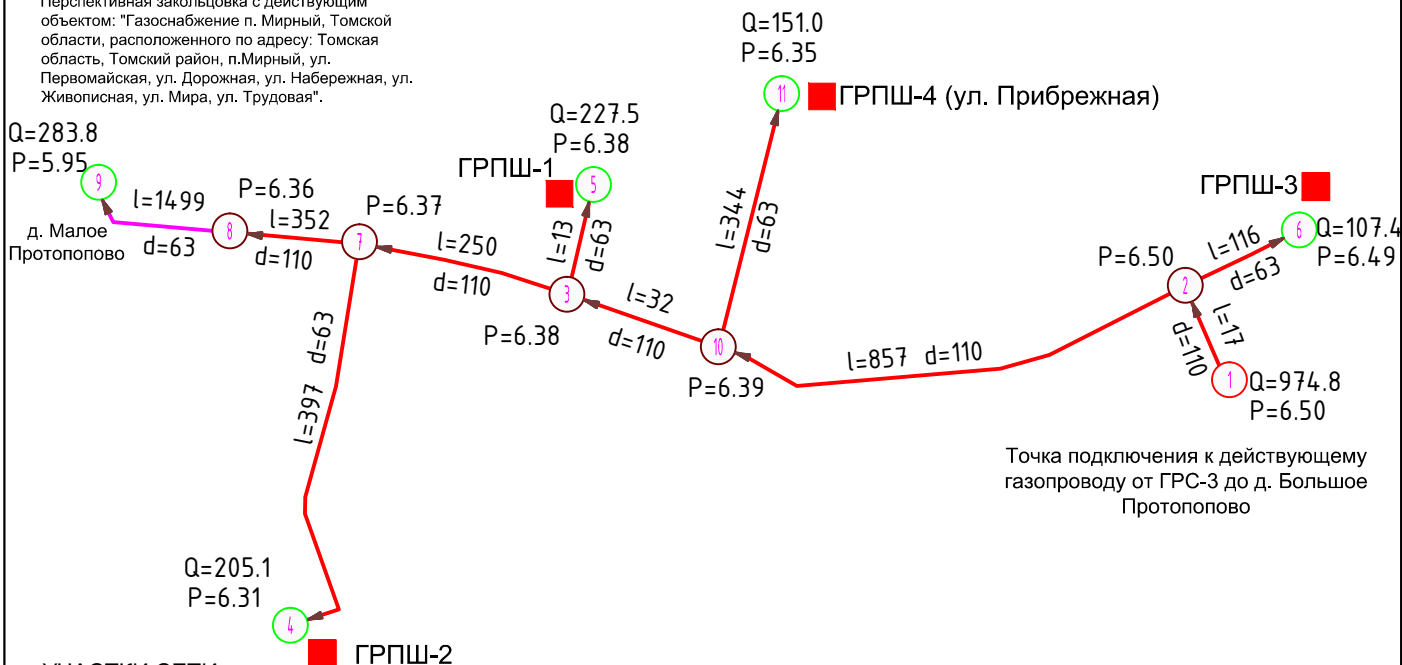 Перспективная закольцовка с действующим
объектом: "Газоснабжение п. Мирный, Томской
области, расположенного по адресу: Томская
область, Томский район, п.Мирный, ул.
Первомайская, ул. Дорожная, ул. Набережная, ул.
Живописная, ул. Мира, ул. Трудовая".
Q=283.8
P=5.95
9
д. Малое
Протопопово
l=1499
d=63
P=6.36
8
l=352
d=110
P=6.37
7
l=250
d=110
ГРПШ-1
Q=227.5
P=6.38
5
l=13
d=63
3
P=6.38
l=32
d=110
10
P=6.39
l=344
d=63
Q=151.0
P=6.35
11
ГРПШ-4 (ул. Прибрежная)
l=857 d=110
P=6.50
2
l=116
d=63
ГРПШ-3
6
Q=107.4
P=6.49
l=17
d=110
1
Q=974.8
P=6.50
Точка подключения к действующему
газопроводу от ГРС-3 до д. Большое
Протопопово
l=397 d=63
Q=205.1
P=6.31
4
ГРПШ-2
УЧАСТКИ СЕТИ